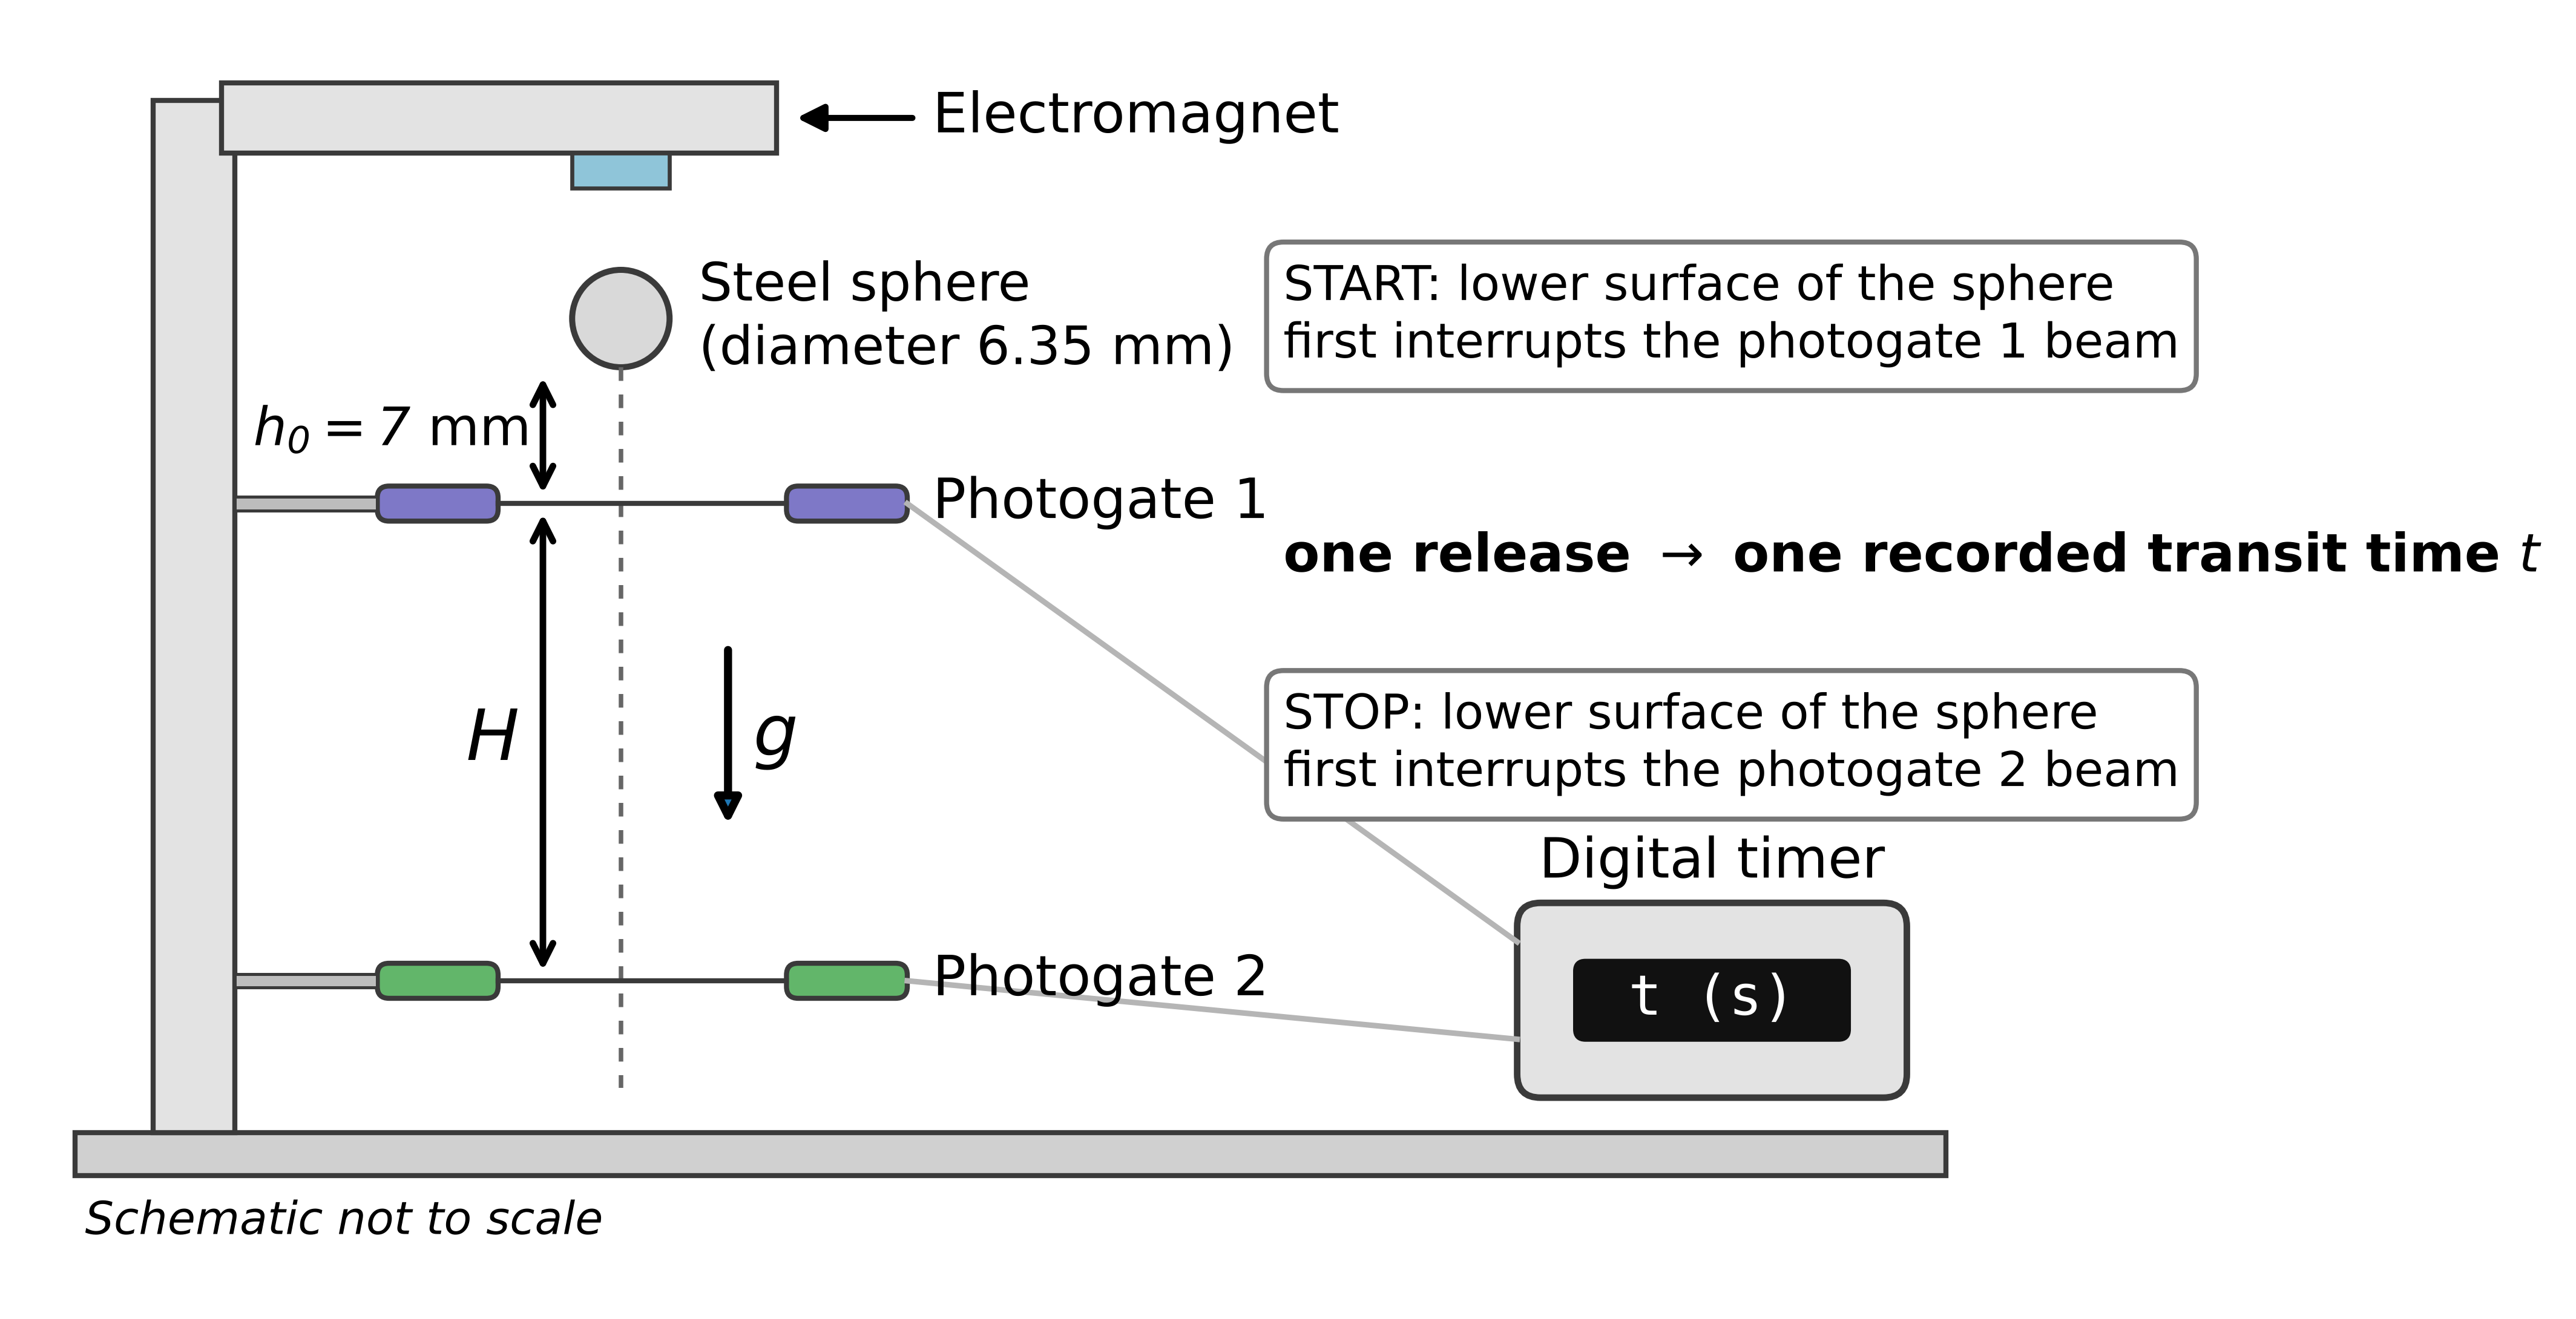 Electromagnet
Steel sphere
(diameter 6.35 mm)
START: lower surface of the sphere
first interrupts the photogate 1 beam
h₀ = 7 mm
Photogate 1
one release → one recorded transit time t
H
g
STOP: lower surface of the sphere
first interrupts the photogate 2 beam
Digital timer
Photogate 2
t (s)
Schematic not to scale